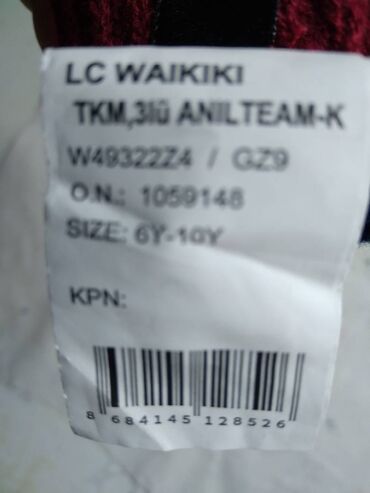 LC WAIKIKI
TKM,3lü ANILTEAM-K
W49322Z4 / GZ9
O.N.: 1059148
SIZE: 6Y-10Y
KPN:
8 684145 128526